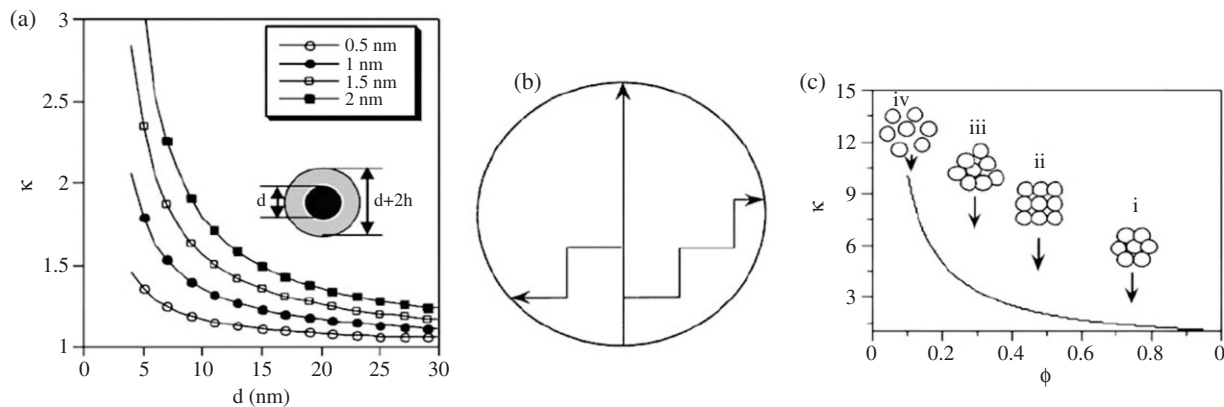 (a)
3
2.5
2
1.5
1
κ
0
5
10
15
20
25
30
d (nm)
0.5 nm
1 nm
1.5 nm
2 nm
d
d+2h
(b)
(c)
15
12
9
6
3
κ
iv
iii
ii
i
0
0.2
0.4
0.6
0.8
0
ϕ